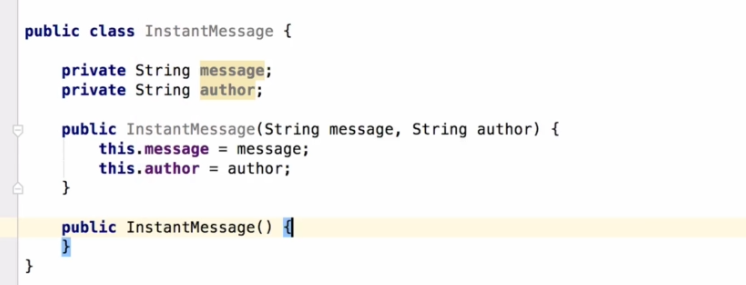 public class InstantMessage {
private String message;
private String author;
public InstantMessage(String message, String author) {
this.message = message;
this.author = author;
}
public InstantMessage() {
}
}